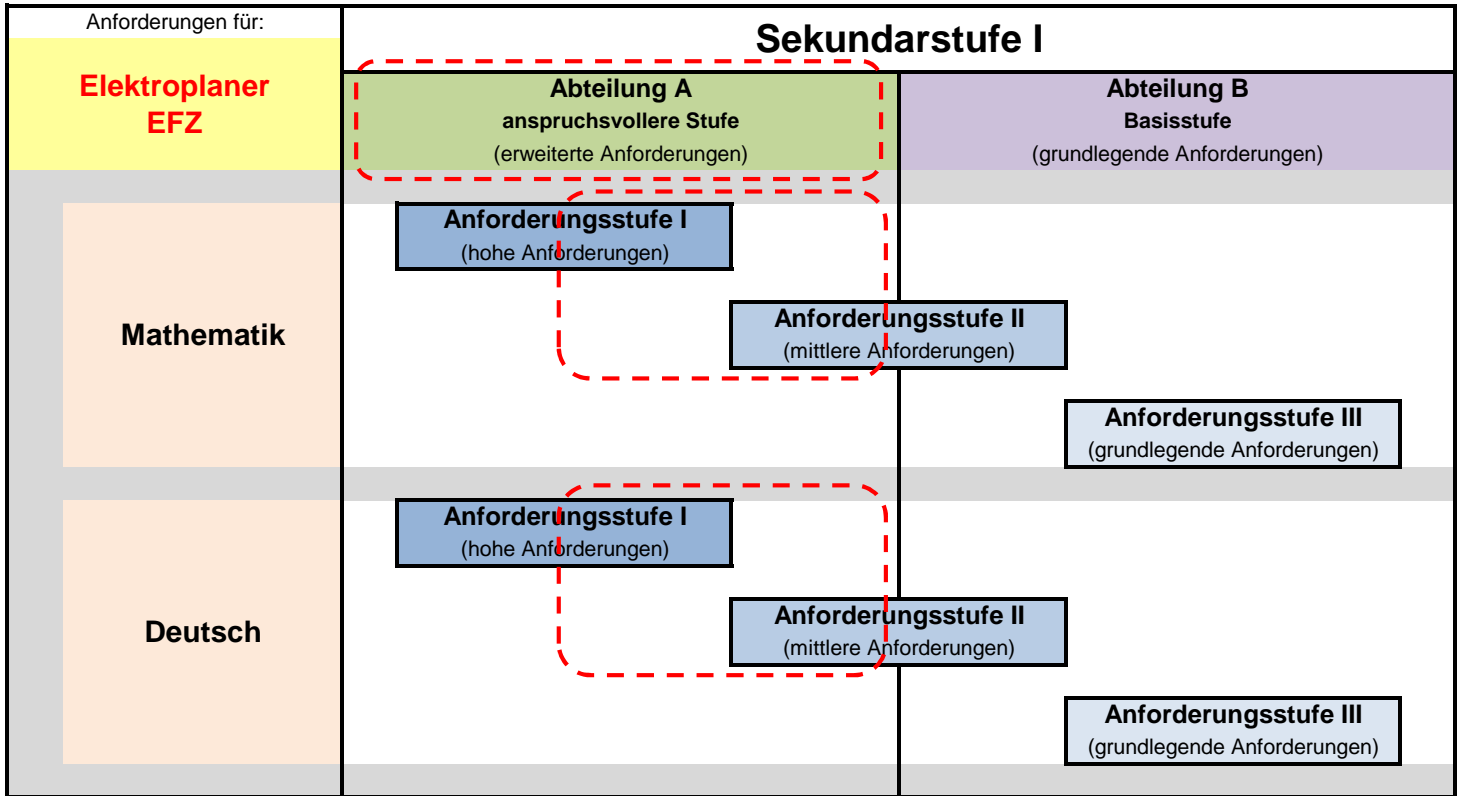 Anforderungen für:
Elektroplaner
EFZ
Sekundarstufe I
Abteilung A
anspruchsvollere Stufe
(erweiterte Anforderungen)
Abteilung B
Basisstufe
(grundlegende Anforderungen)
Mathematik
Anforderungsstufe I
(hohe Anforderungen)
Anforderungsstufe II
(mittlere Anforderungen)
Anforderungsstufe III
(grundlegende Anforderungen)
Deutsch
Anforderungsstufe I
(hohe Anforderungen)
Anforderungsstufe II
(mittlere Anforderungen)
Anforderungsstufe III
(grundlegende Anforderungen)